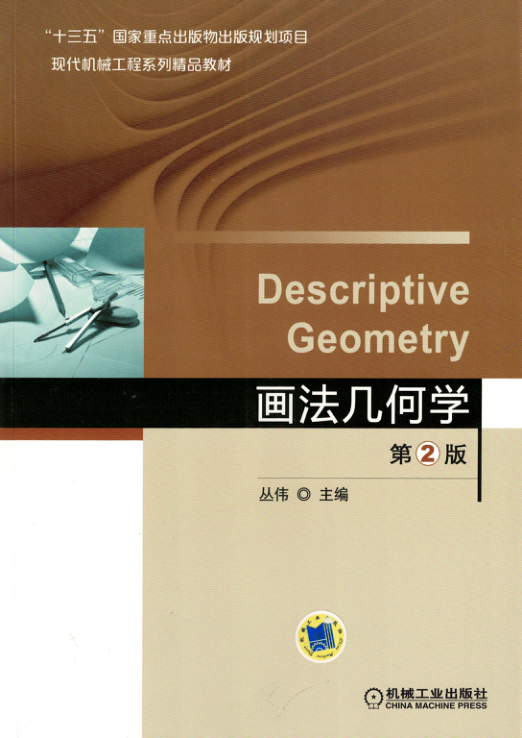 “十三五”国家重点出版物出版规划项目
现代机械工程系列精品教材
Descriptive
Geometry
画法几何学
第2版
丛伟 ◎ 主编
机械工业出版社
CHINA MACHINE PRESS